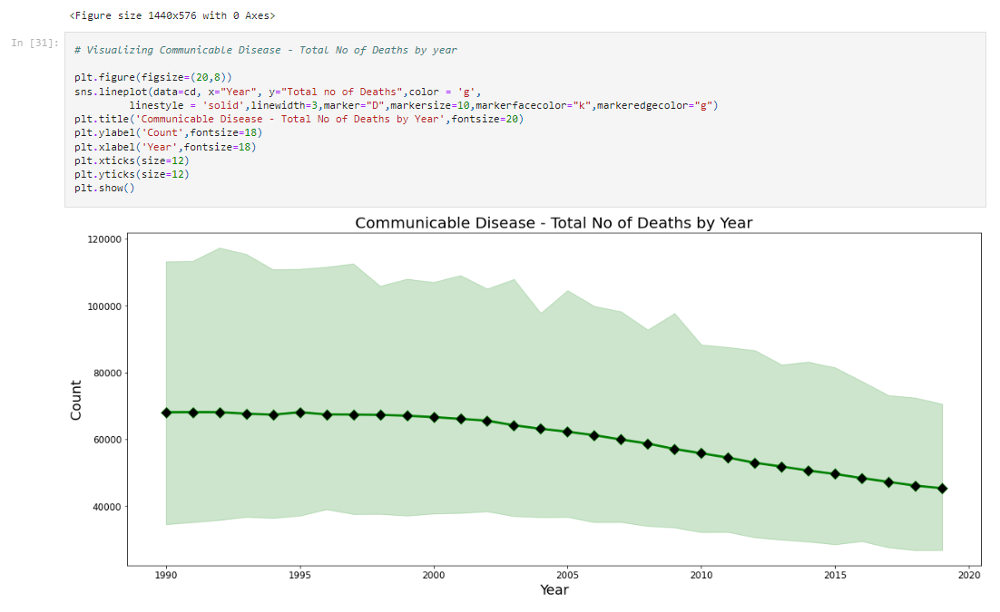 <Figure size 1440x576 with 0 Axes>
In [31]:
# Visualizing Communicable Disease - Total No of Deaths by year
plt.figure(figsize=(20,8))
sns.lineplot(data=cd, x="Year", y="Total no of Deaths",color = 'g',
linestyle = 'solid',linewidth=3,marker="D",markersize=10,markerfacecolor="k",markeredgecolor="g")
plt.title('Communicable Disease - Total No of Deaths by Year',fontsize=20)
plt.ylabel('Count',fontsize=18)
plt.xlabel('Year',fontsize=18)
plt.xticks(size=12)
plt.yticks(size=12)
plt.show()
Communicable Disease - Total No of Deaths by Year
120000
100000
80000
60000
40000
Count
1990 1995 2000 2005 2010 2015 2020
Year